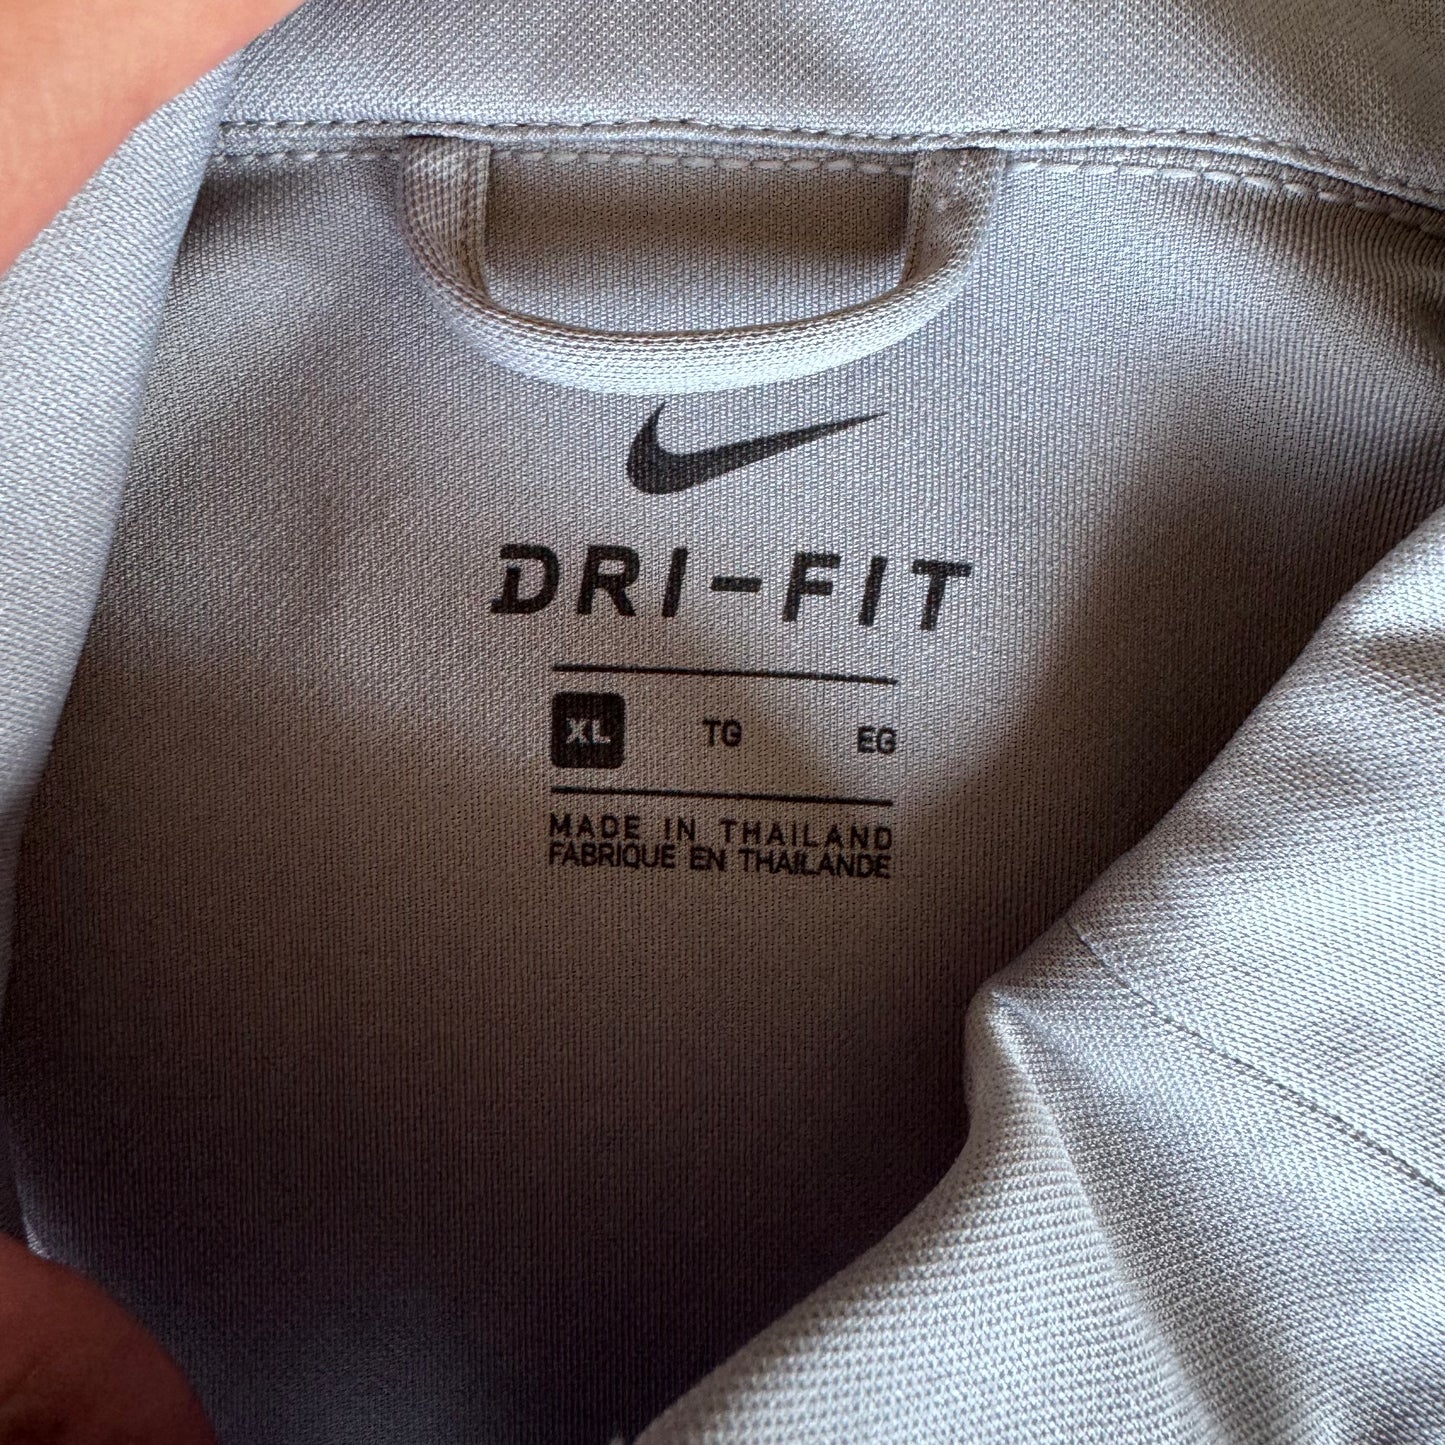 DRI-FIT
XL TG EG
MADE IN THAILAND
FABRIQUE EN THAILANDE